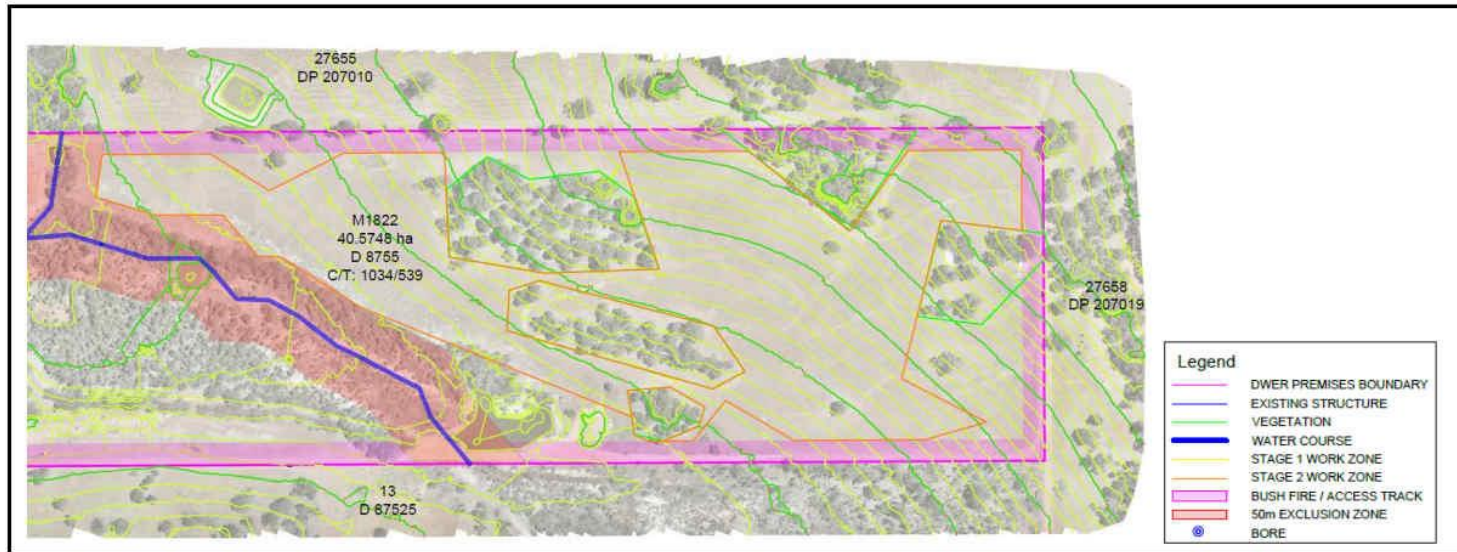 27655
DP 207010
M1822
40.5748 ha
D 8755
C/T: 1034/539
27658
DP 207019
13
D 87525
Legend
DWER PREMISES BOUNDARY
EXISTING STRUCTURE
VEGETATION
WATER COURSE
STAGE 1 WORK ZONE
STAGE 2 WORK ZONE
BUSH FIRE / ACCESS TRACK
50m EXCLUSION ZONE
BORE